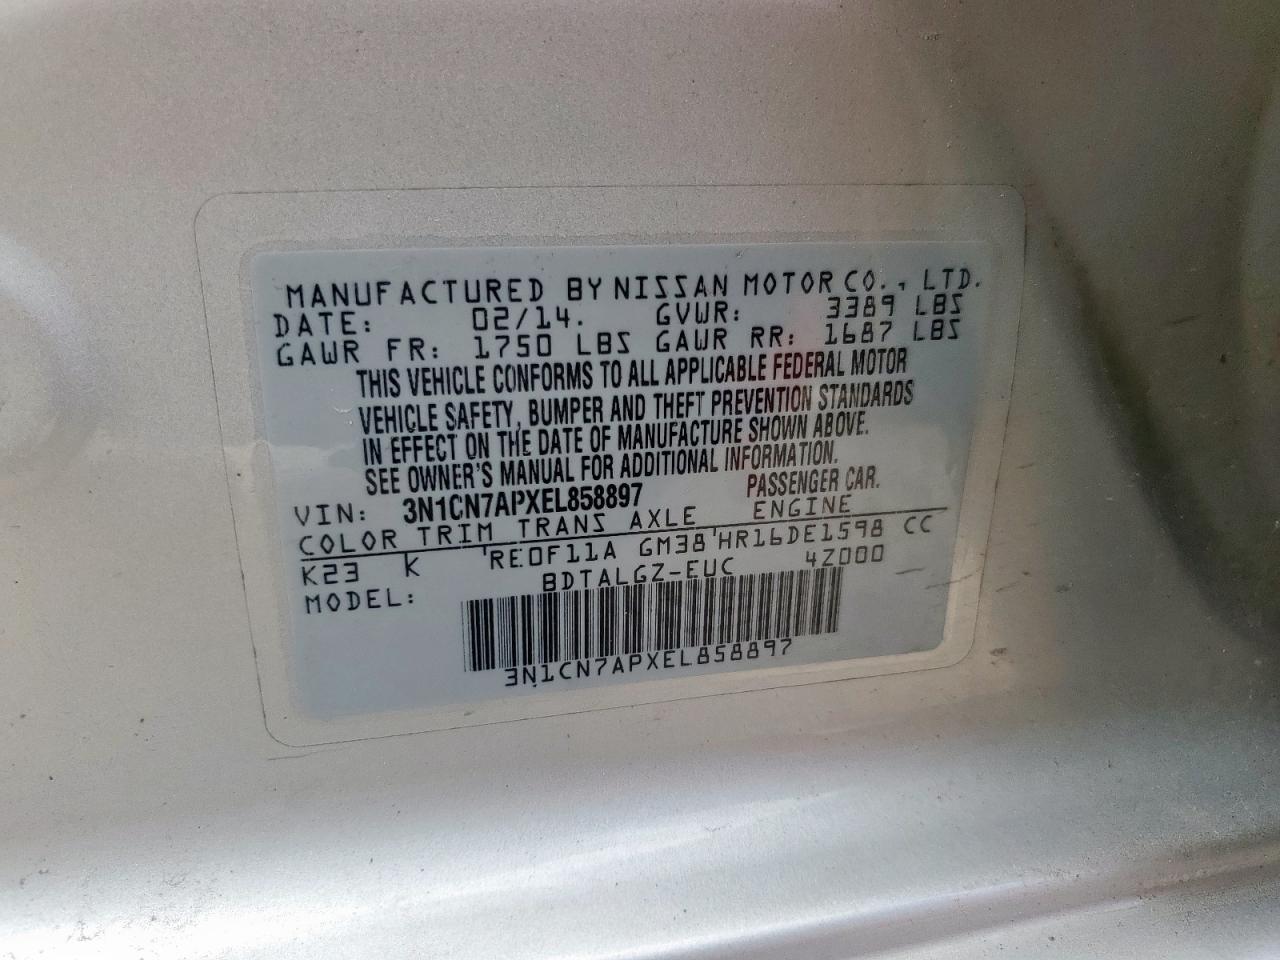 MANUFACTURED BY NISSAN MOTOR CO., LTD.
DATE: 02/14. GVWR: 3389 LBS
GAWR FR: 1750 LBS GAWR RR: 1687 LBS
THIS VEHICLE CONFORMS TO ALL APPLICABLE FEDERAL MOTOR
VEHICLE SAFETY, BUMPER AND THEFT PREVENTION STANDARDS
IN EFFECT ON THE DATE OF MANUFACTURE SHOWN ABOVE.
SEE OWNER'S MANUAL FOR ADDITIONAL INFORMATION.
VIN: 3N1CN7APXEL858897 PASSENGER CAR.
COLOR TRIM TRANS AXLE ENGINE
K23 K RE0F11A GM38 HR16DE1598 CC
MODEL: BDTALGZ-EUC 4Z000
3N1CN7APXEL858897